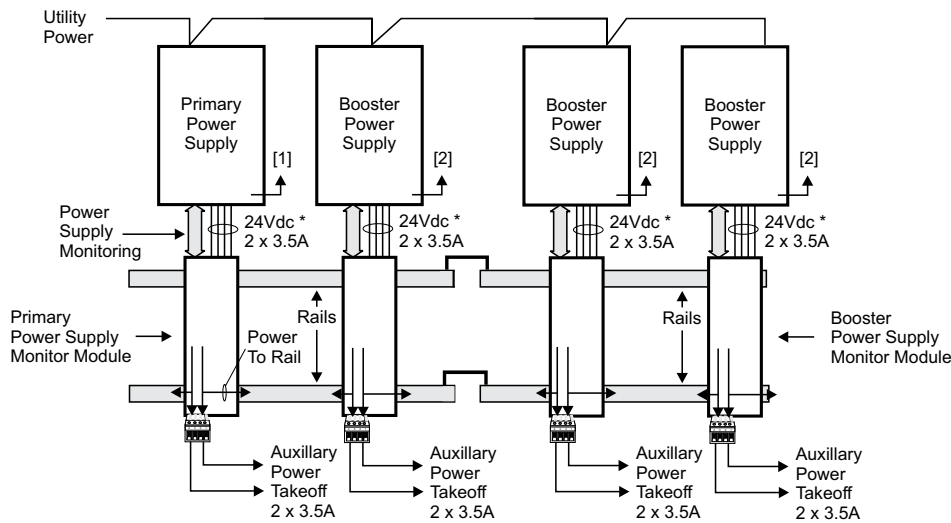 Utility
Power
Primary
Power
Supply
Booster
Power
Supply
Booster
Power
Supply
Booster
Power
Supply
[1]
[2]
[2]
[2]
Power
Supply
Monitoring
24Vdc *
2 x 3.5A
24Vdc *
2 x 3.5A
24Vdc *
2 x 3.5A
24Vdc *
2 x 3.5A
Primary
Power Supply
Monitor Module
Rails
Power
To Rail
Rails
Booster
Power Supply
Monitor Module
Auxillary
Power
Takeoff
2 x 3.5A
Auxillary
Power
Takeoff
2 x 3.5A
Auxillary
Power
Takeoff
2 x 3.5A
Auxillary
Power
Takeoff
2 x 3.5A